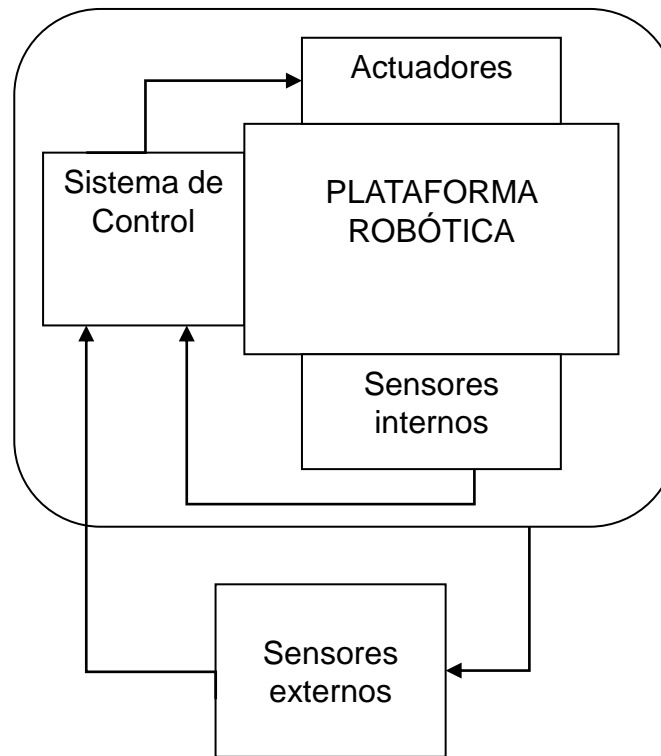 Actuadores
Sistema de
Control
PLATAFORMA
ROBÓTICA
Sensores
internos
Sensores
externos